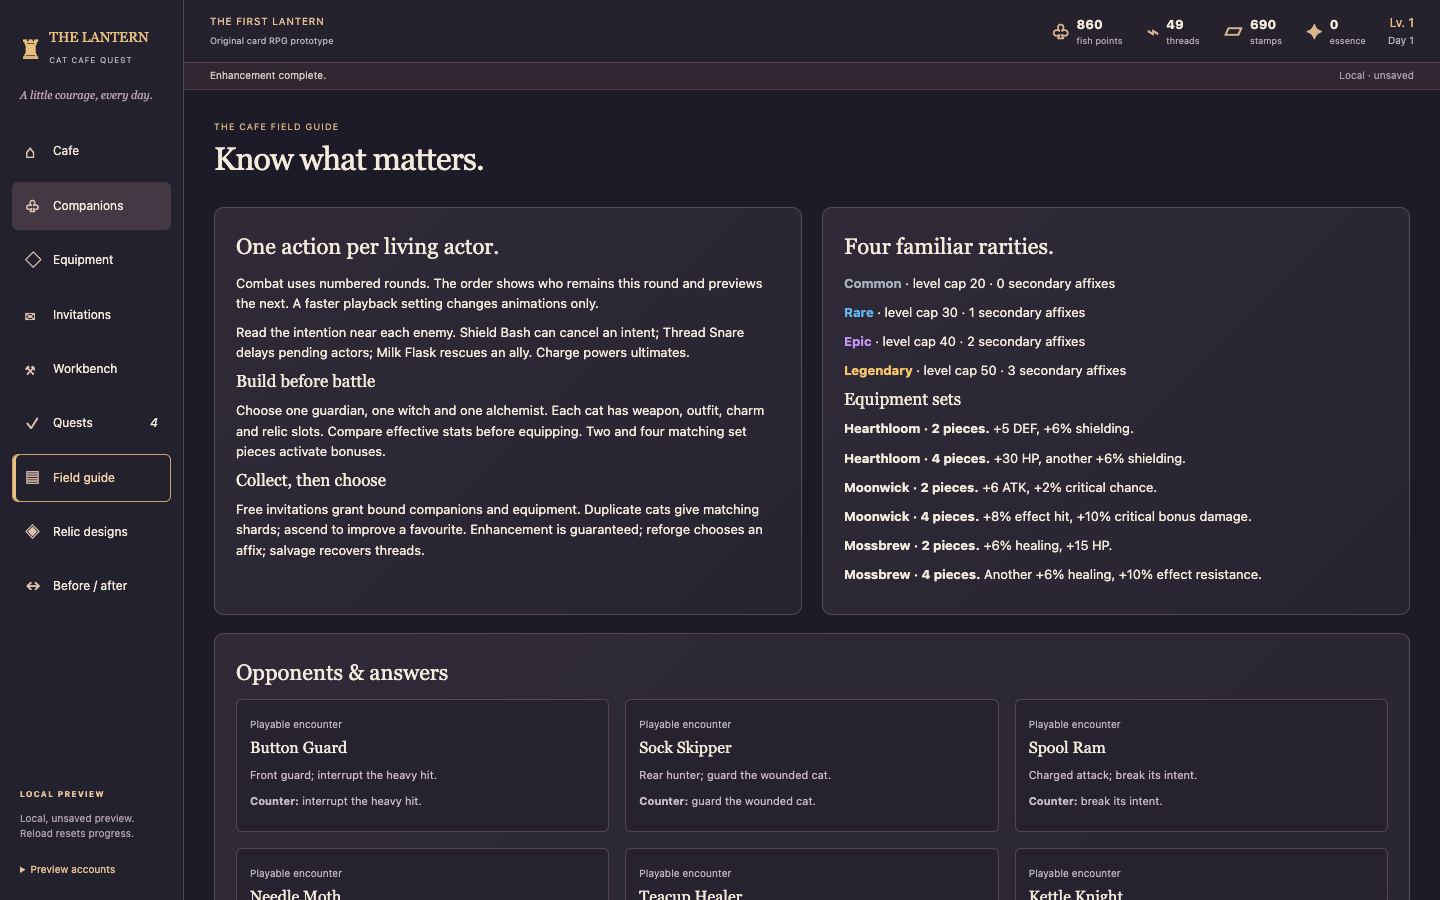 THE LANTERN
CAT CAFE QUEST
A little courage, every day.
Cafe
Companions
Equipment
Invitations
Workbench
Quests 4
Field guide
Relic designs
Before / after
LOCAL PREVIEW
Local, unsaved preview.
Reload resets progress.
Preview accounts
THE FIRST LANTERN
Original card RPG prototype
860
fish points
49
threads
690
stamps
0
essence
Lv. 1
Day 1
Enhancement complete.
Local · unsaved
THE CAFE FIELD GUIDE
Know what matters.
One action per living actor.
Combat uses numbered rounds. The order shows who remains this round and previews
the next. A faster playback setting changes animations only.
Read the intention near each enemy. Shield Bash can cancel an intent; Thread Snare
delays pending actors; Milk Flask rescues an ally. Charge powers ultimates.
Build before battle
Choose one guardian, one witch and one alchemist. Each cat has weapon, outfit, charm
and relic slots. Compare effective stats before equipping. Two and four matching set
pieces activate bonuses.
Collect, then choose
Free invitations grant bound companions and equipment. Duplicate cats give matching
shards; ascend to improve a favourite. Enhancement is guaranteed; reforge chooses an
affix; salvage recovers threads.
Four familiar rarities.
Common · level cap 20 · 0 secondary affixes
Rare · level cap 30 · 1 secondary affixes
Epic · level cap 40 · 2 secondary affixes
Legendary · level cap 50 · 3 secondary affixes
Equipment sets
Hearthloom · 2 pieces. +5 DEF, +6% shielding.
Hearthloom · 4 pieces. +30 HP, another +6% shielding.
Moonwick · 2 pieces. +6 ATK, +2% critical chance.
Moonwick · 4 pieces. +8% effect hit, +10% critical bonus damage.
Mossbrew · 2 pieces. +6% healing, +15 HP.
Mossbrew · 4 pieces. Another +6% healing, +10% effect resistance.
Opponents & answers
Playable encounter
Button Guard
Front guard; interrupt the heavy hit.
Counter: interrupt the heavy hit.
Playable encounter
Sock Skipper
Rear hunter; guard the wounded cat.
Counter: guard the wounded cat.
Playable encounter
Spool Ram
Charged attack; break its intent.
Counter: break its intent.
Playable encounter
Needle Moth
Playable encounter
Teacup Healer
Playable encounter
Kettle Knight